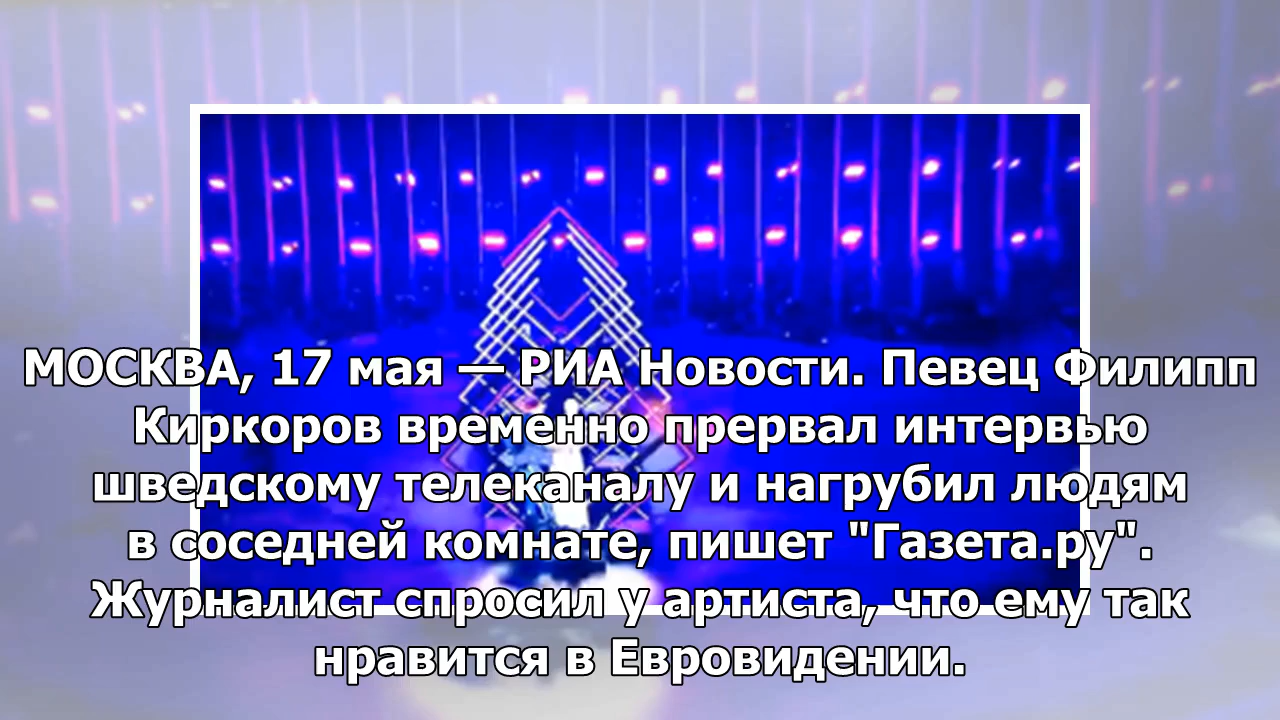 МОСКВА, 17 мая — РИА Новости. Певец Филипп
Киркоров временно прервал интервью
шведскому телеканалу и нагрубил людям
в соседней комнате, пишет "Газета.ру".
Журналист спросил у артиста, что ему так
нравится в Евровидении.